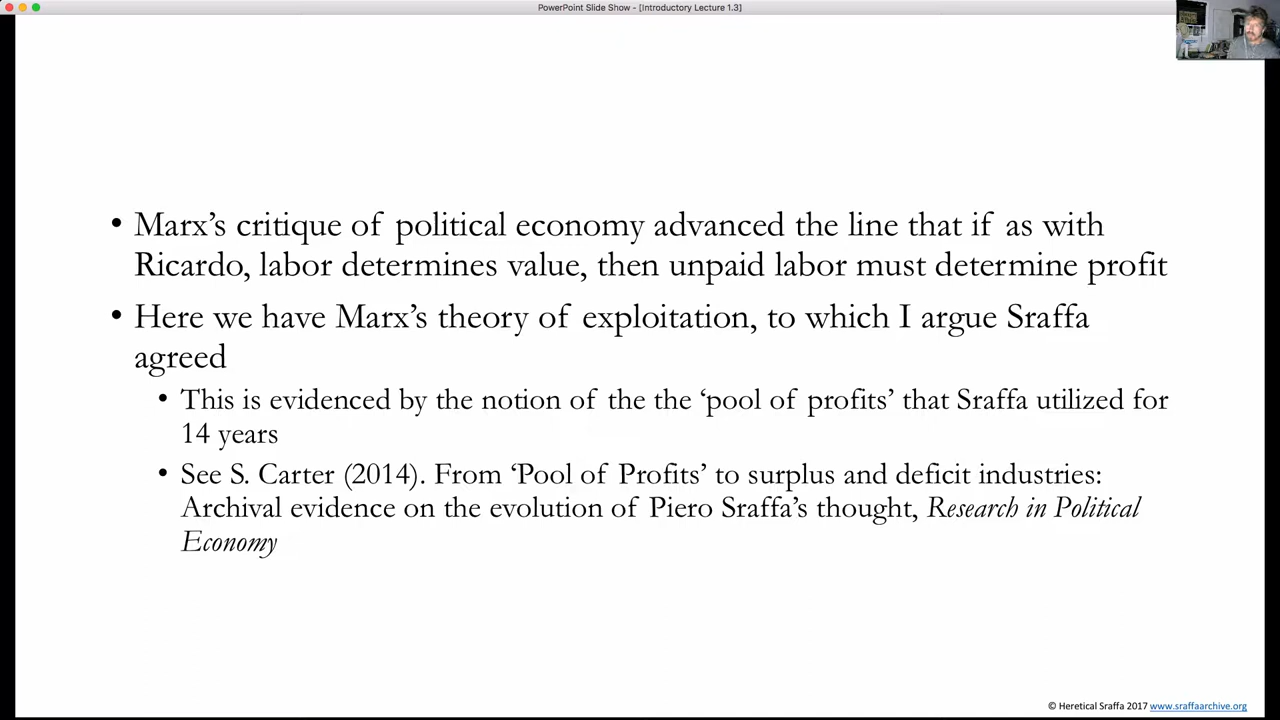 PowerPoint Slide Show - [Introductory Lecture 1.3]
• Marx’s critique of political economy advanced the line that if as with
Ricardo, labor determines value, then unpaid labor must determine profit
• Here we have Marx’s theory of exploitation, to which I argue Sraffa
agreed
• This is evidenced by the notion of the the ‘pool of profits’ that Sraffa utilized for
14 years
• See S. Carter (2014). From ‘Pool of Profits’ to surplus and deficit industries:
Archival evidence on the evolution of Piero Sraffa’s thought, Research in Political
Economy
© Heretical Sraffa 2017 www.sraffaarchive.org